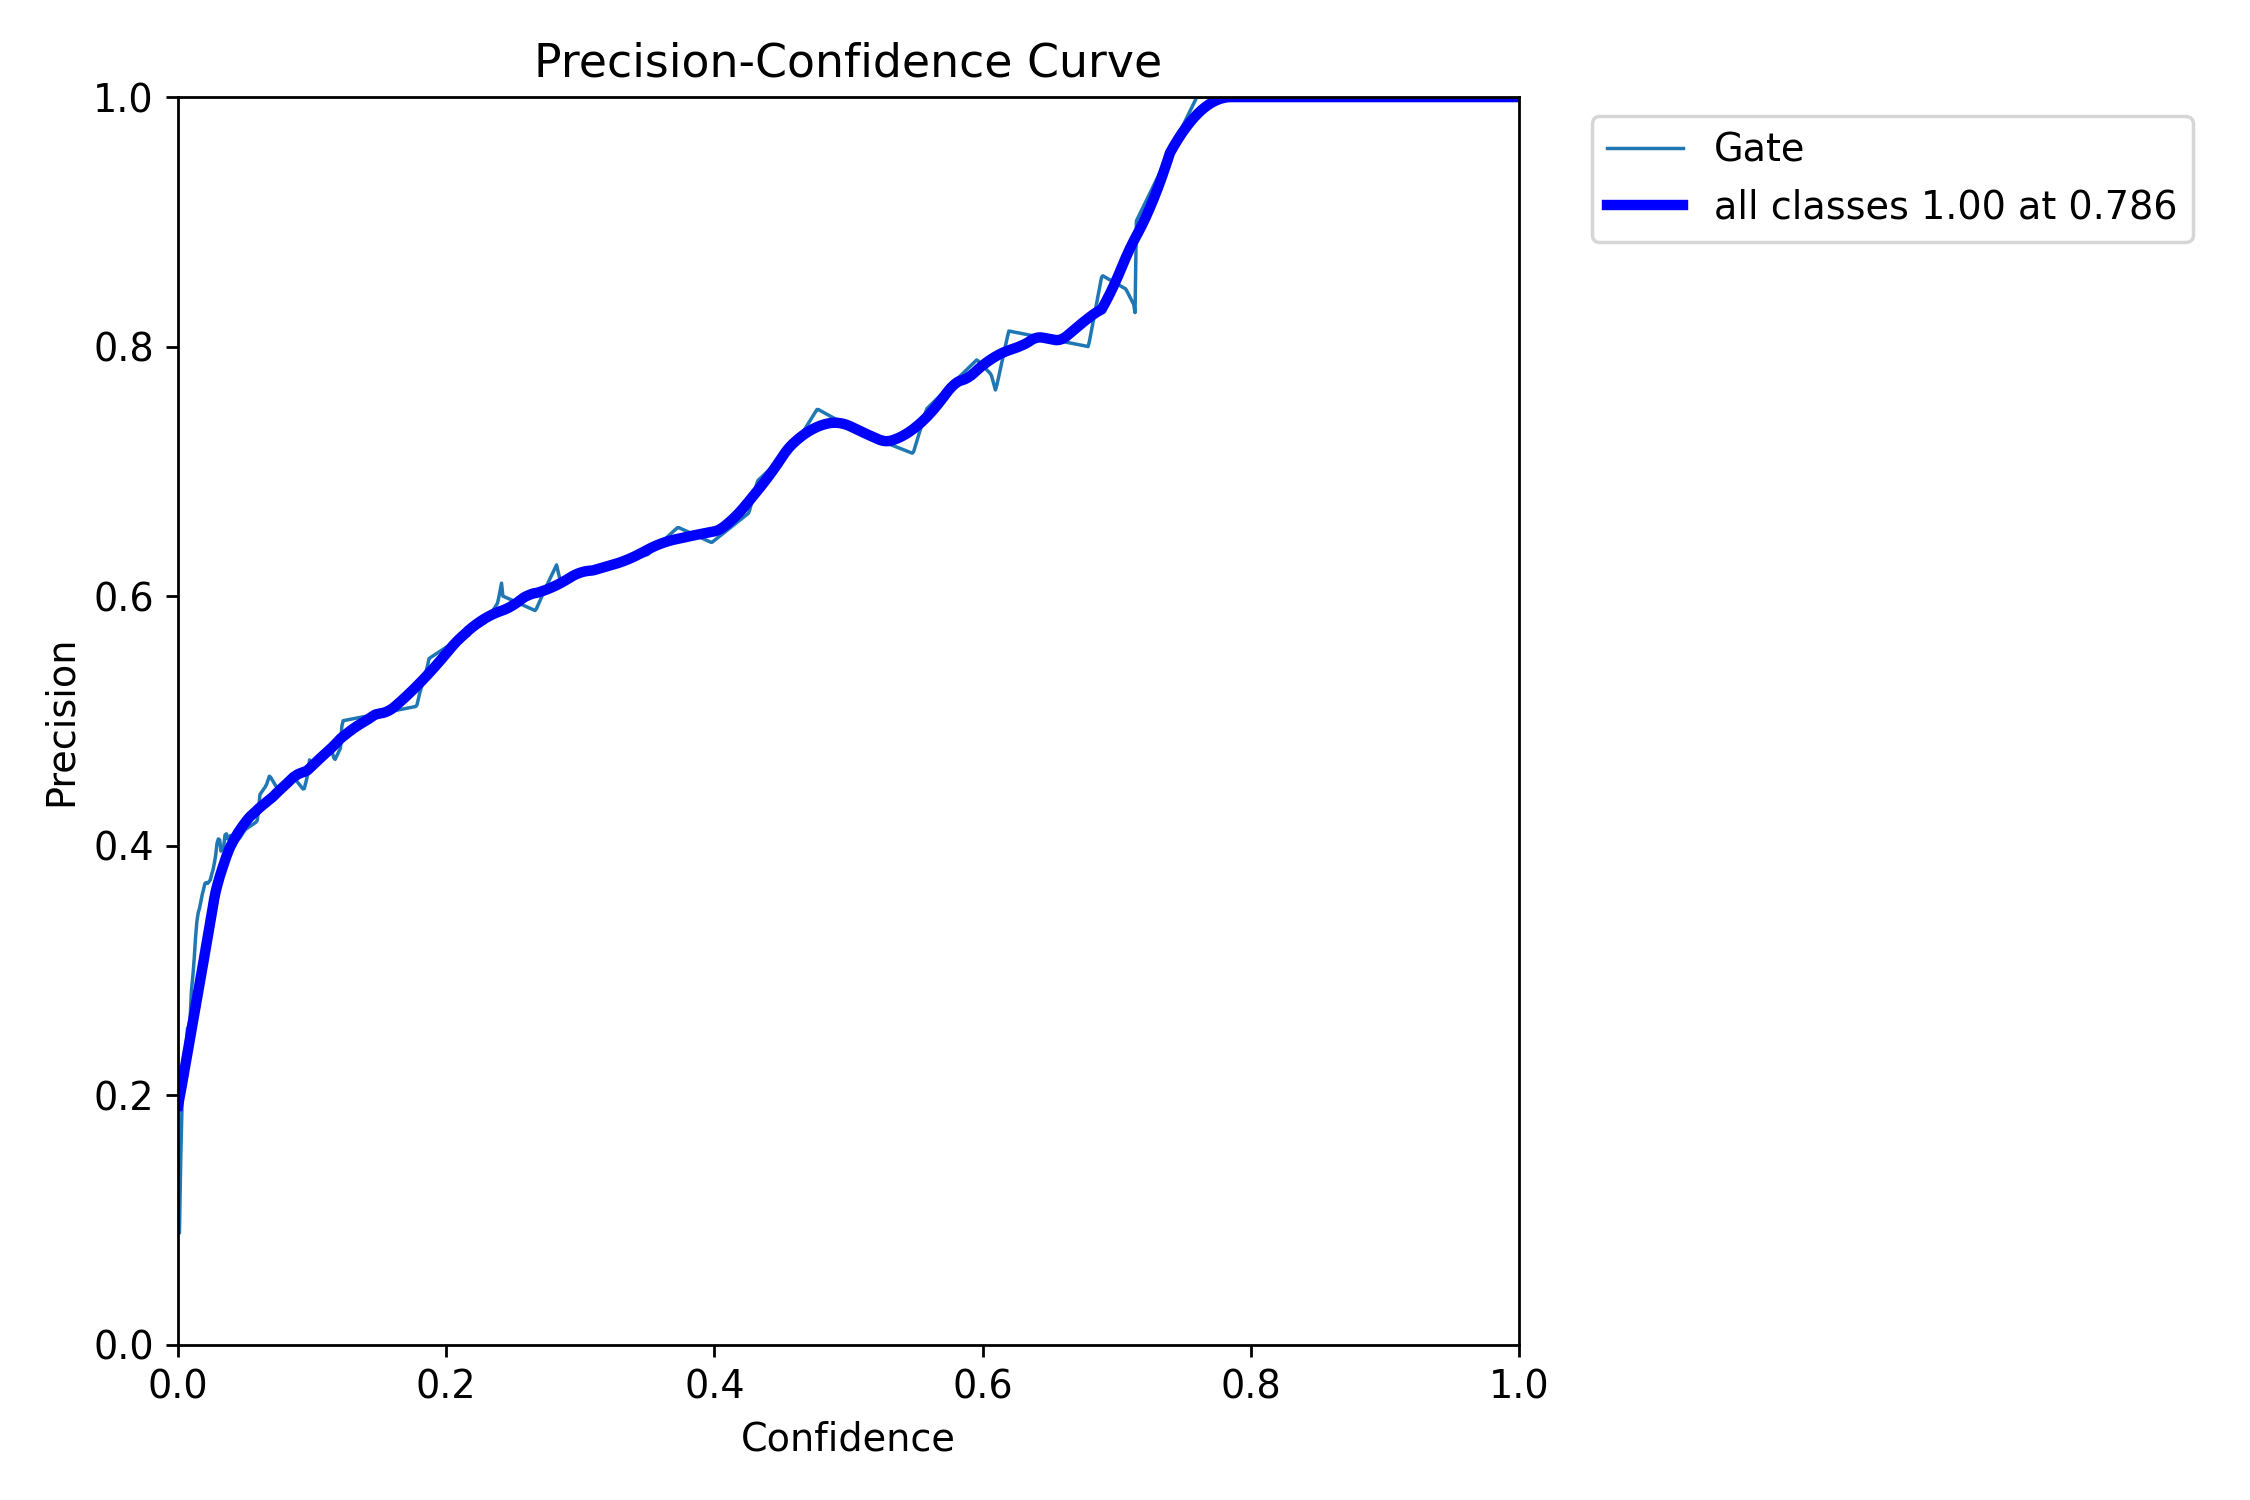 Precision-Confidence Curve
1.0
0.8
0.6
0.4
0.2
0.0
Precision
0.0 0.2 0.4 0.6 0.8 1.0
Confidence
Gate
all classes 1.00 at 0.786